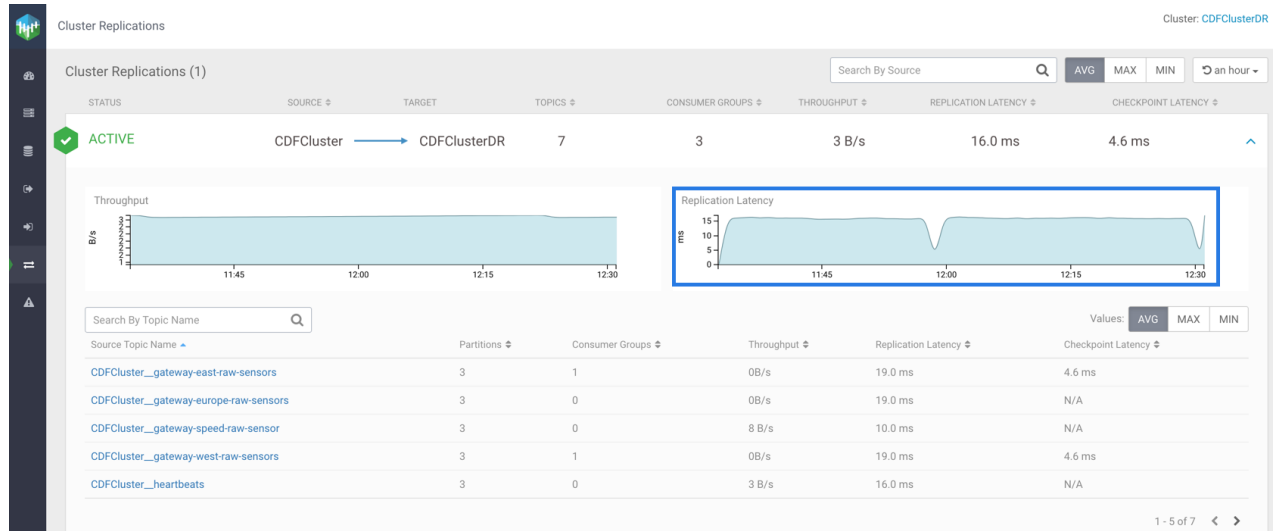 Cluster Replications
Cluster: CDFClusterDR
Cluster Replications (1)
Search By Source
AVG MAX MIN
an hour
STATUS SOURCE TARGET TOPICS CONSUMER GROUPS THROUGHPUT REPLICATION LATENCY CHECKPOINT LATENCY
ACTIVE CDFCluster CDFClusterDR 7 3 3 B/s 16.0 ms 4.6 ms
Throughput
B/s
3
3
2
2
2
2
1
11:45 12:00 12:15 12:30
Replication Latency
ms
15
10
5
0
11:45 12:00 12:15 12:30
Search By Topic Name
Values: AVG MAX MIN
Source Topic Name Partitions Consumer Groups Throughput Replication Latency Checkpoint Latency
CDFCluster__gateway-east-raw-sensors 3 1 0B/s 19.0 ms 4.6 ms
CDFCluster__gateway-europe-raw-sensors 3 0 0B/s 19.0 ms N/A
CDFCluster__gateway-speed-raw-sensor 3 0 8 B/s 10.0 ms N/A
CDFCluster__gateway-west-raw-sensors 3 1 0B/s 19.0 ms 4.6 ms
CDFCluster__heartbeats 3 0 3 B/s 16.0 ms N/A
1 - 5 of 7